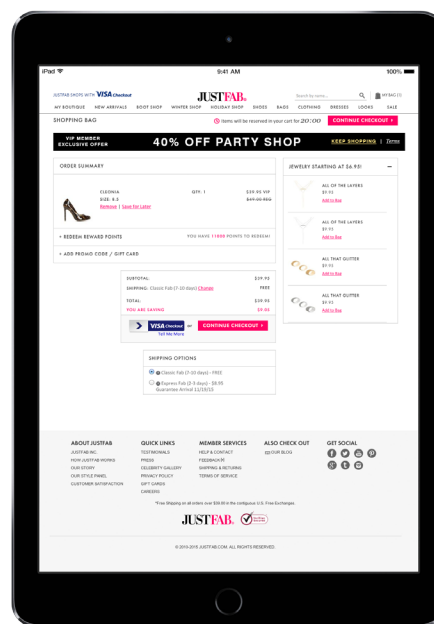 iPad
9:41 AM
100%
JUSTFAB SHOPS WITH VISA Checkout
JUSTFAB.
Search by name...
MY BAG (1)
MY BOUTIQUE NEW ARRIVALS BOOT SHOP WINTER SHOP HOLIDAY SHOP SHOES BAGS CLOTHING DRESSES LOOKS SALE
SHOPPING BAG
items will be reserved in your cart for 20:00
CONTINUE CHECKOUT >
VIP MEMBER
EXCLUSIVE OFFER
40% OFF PARTY SHOP
KEEP SHOPPING | Terms
ORDER SUMMARY
CLEONIA
SIZE: 8.5
Remove | Save for Later
QTY: 1
$39.95 VIP
$49.00 REG
+ REDEEM REWARD POINTS
YOU HAVE 11000 POINTS TO REDEEM!
+ ADD PROMO CODE / GIFT CARD
JEWELRY STARTING AT $6.95! –
ALL OF THE LAYERS
$9.95
Add to Bag
ALL OF THE LAYERS
$9.95
Add to Bag
ALL THAT GLITTER
$9.95
Add to Bag
ALL THAT GLITTER
$9.95
Add to Bag
SUBTOTAL: $39.95
SHIPPING: Classic Fab (7-10 days) Change FREE
TOTAL: $39.95
YOU ARE SAVING
VISA Checkout or CONTINUE CHECKOUT >
Tell Me More
SHIPPING OPTIONS
Classic Fab (7-10 days) - FREE
Express Fab (2-3 days) - $8.95
Guarantee Arrival
ABOUT JUSTFAB
JUSTFAB INC.
HOW JUSTFAB WORKS
OUR STORY
OUR STYLE PANEL
CUSTOMER SATISFACTION
QUICK LINKS
TESTIMONIALS
PRESS
CELEBRITY GALLERY
PRIVACY POLICY
GIFT CARDS
CAREERS
MEMBER SERVICES
HELP & CONTACT
FEEDBACK
SHIPPING & RETURNS
TERMS OF SERVICE
ALSO CHECK OUT
OUR BLOG
GET SOCIAL
*Free Shipping on all orders over $39.00 in the contiguous U.S. Free Exchanges.
JUSTFAB.
© 2010-2015 JUSTFAB.COM. ALL RIGHTS RESERVED.